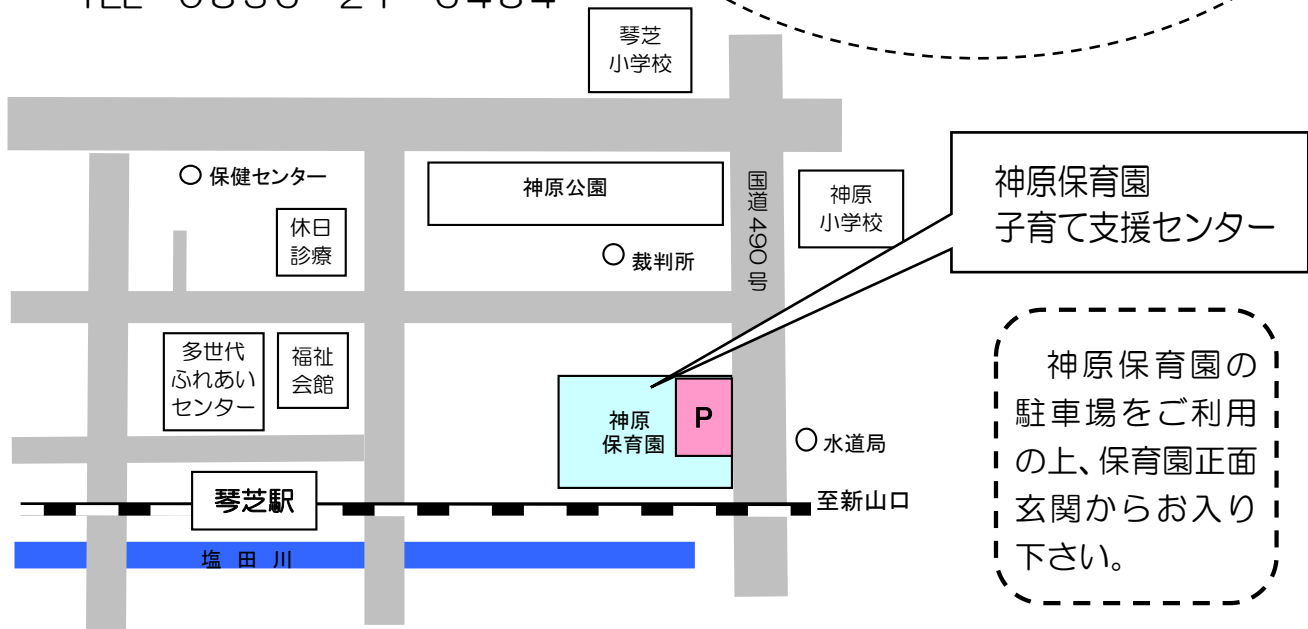 琴芝
小学校
保健センター
神原公園
国道490号
神原
小学校
神原保育園
子育て支援センター
休日
診療
裁判所
多世代
ふれあい
センター
福祉
会館
神原
保育園
P
水道局
神原保育園の
駐車場をご利用
の上、保育園正面
玄関からお入り
下さい。
琴芝駅
至新山口
塩田川